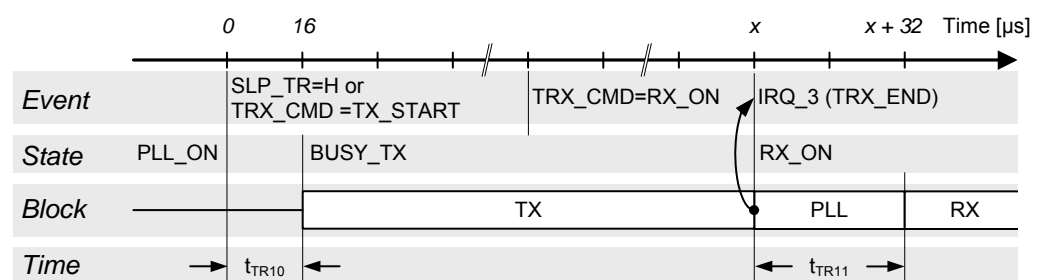 0 16 x x + 32 Time [µs]
Event SLP_TR=H or
TRX_CMD =TX_START TRX_CMD=RX_ON IRQ_3 (TRX_END)
State PLL_ON BUSY_TX RX_ON
Block TX PLL RX
Time tTR10 tTR11